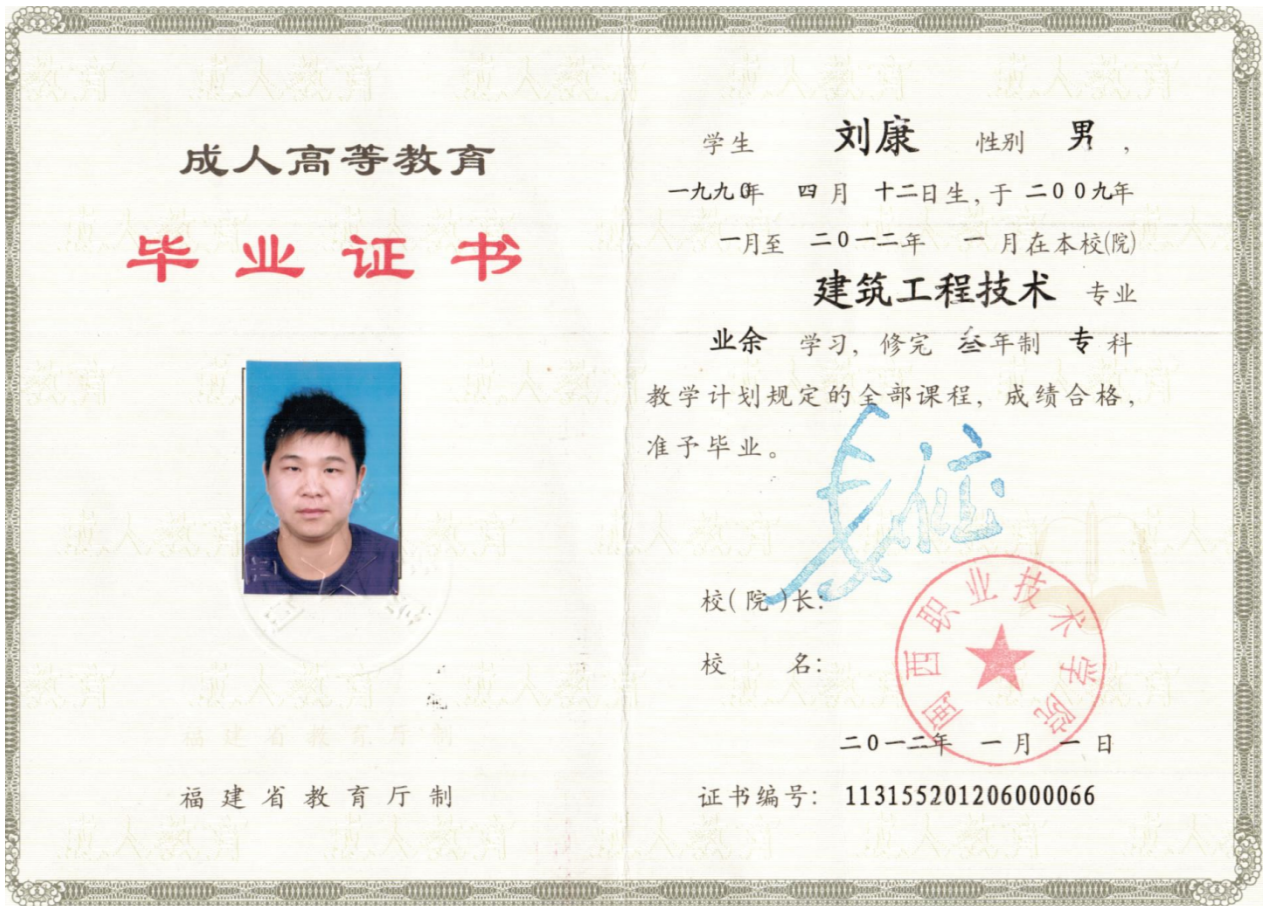 成人高等教育
毕业证书
福建省教育厅制
学生 刘康 性别 男,
一九九0年 四月 十二日生,于 二00九年
一月至 二0一二年 一月在本校(院)
建筑工程技术 专业
业余 学习, 修完 叁年制 专科
教学计划规定的全部课程, 成绩合格,
准予毕业。
校(院)长:
校 名:
闽西职业技术学院
二0一二年 一月 一日
证书编号: 113155201206000066